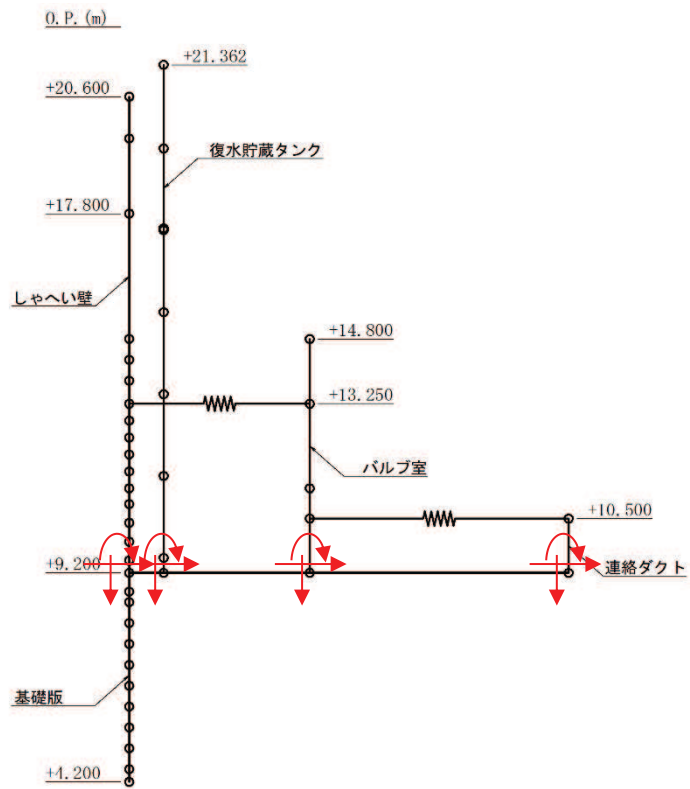 O.P.(m)
+21.362
+20.600
復水貯蔵タンク
+17.800
しゃへい壁
+14.800
+13.250
バルブ室
+10.500
+9.200
連絡ダクト
基礎版
+4.200